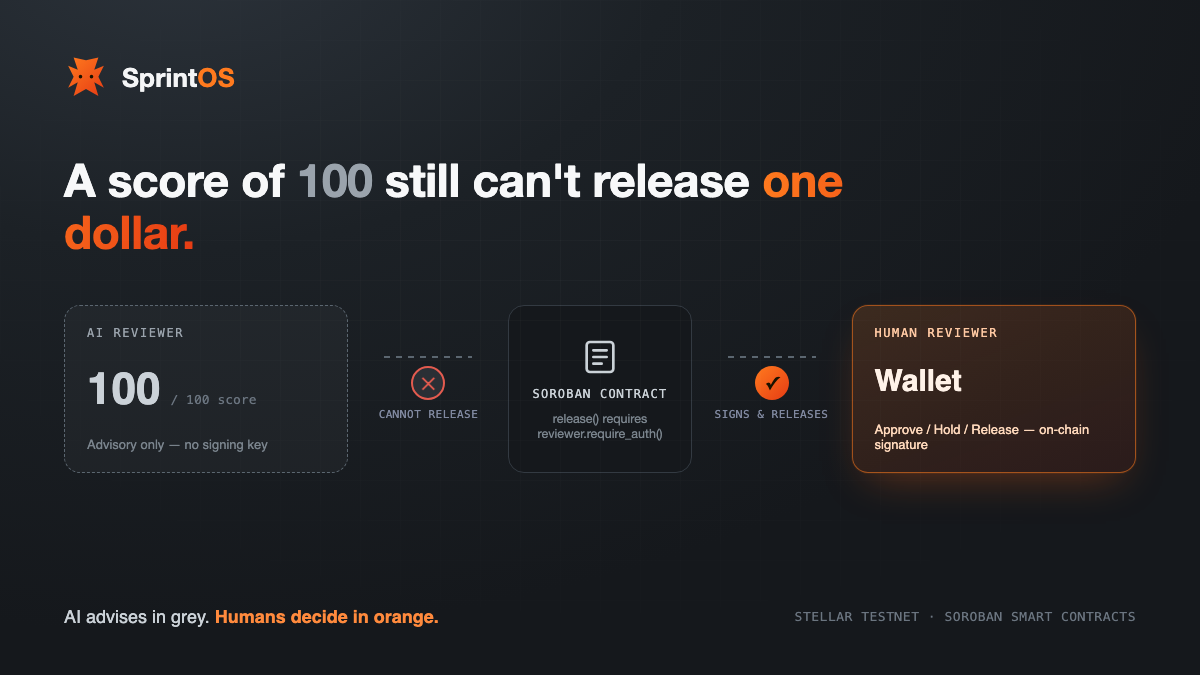 SprintOS
A score of 100 still can't release one
dollar.
AI REVIEWER
100 / 100 score
Advisory only — no signing key
CANNOT RELEASE
SOROBAN CONTRACT
release() requires
reviewer.require_auth()
SIGNS & RELEASES
HUMAN REVIEWER
Wallet
Approve / Hold / Release — on-chain
signature
AI advises in grey. Humans decide in orange.
STELLAR TESTNET · SOROBAN SMART CONTRACTS